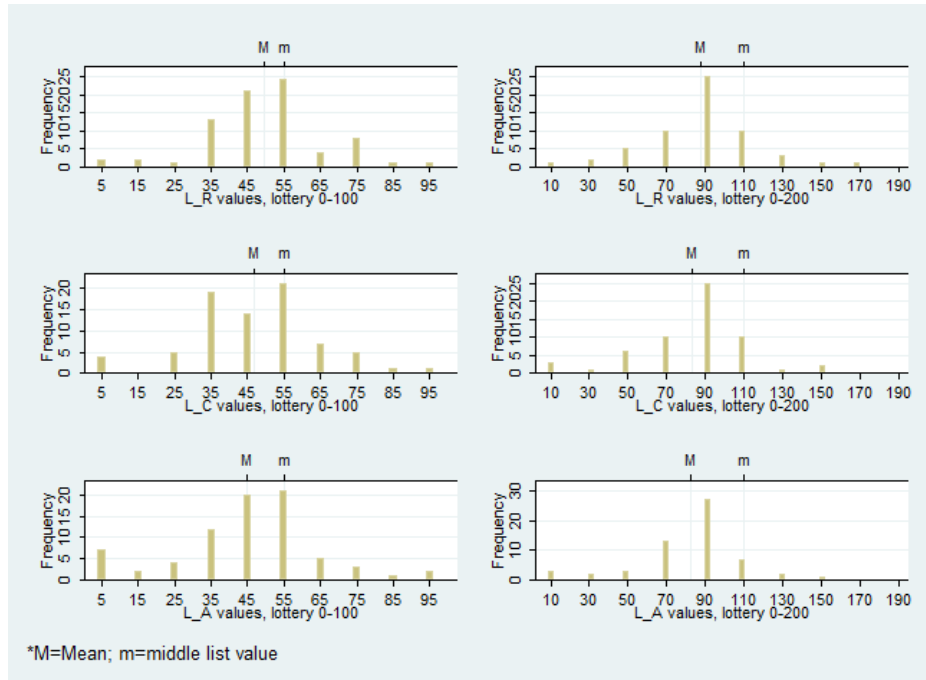 M m M m
Frequency
0 5 10152025
0 5 10152025
5 15 25 35 45 55 65 75 85 95
10 30 50 70 90 110 130 150 170 190
L_R values, lottery 0-100
L_R values, lottery 0-200
M m M m
Frequency
0 5 10 15 20
Frequency
0 5 10152025
5 15 25 35 45 55 65 75 85 95
10 30 50 70 90 110 130 150 170 190
L_C values, lottery 0-100
L_C values, lottery 0-200
M m M m
Frequency
0 5 10 15 20
Frequency
0 10 20 30
5 15 25 35 45 55 65 75 85 95
10 30 50 70 90 110 130 150 170 190
L_A values, lottery 0-100
L_A values, lottery 0-200
*M=Mean; m=middle list value